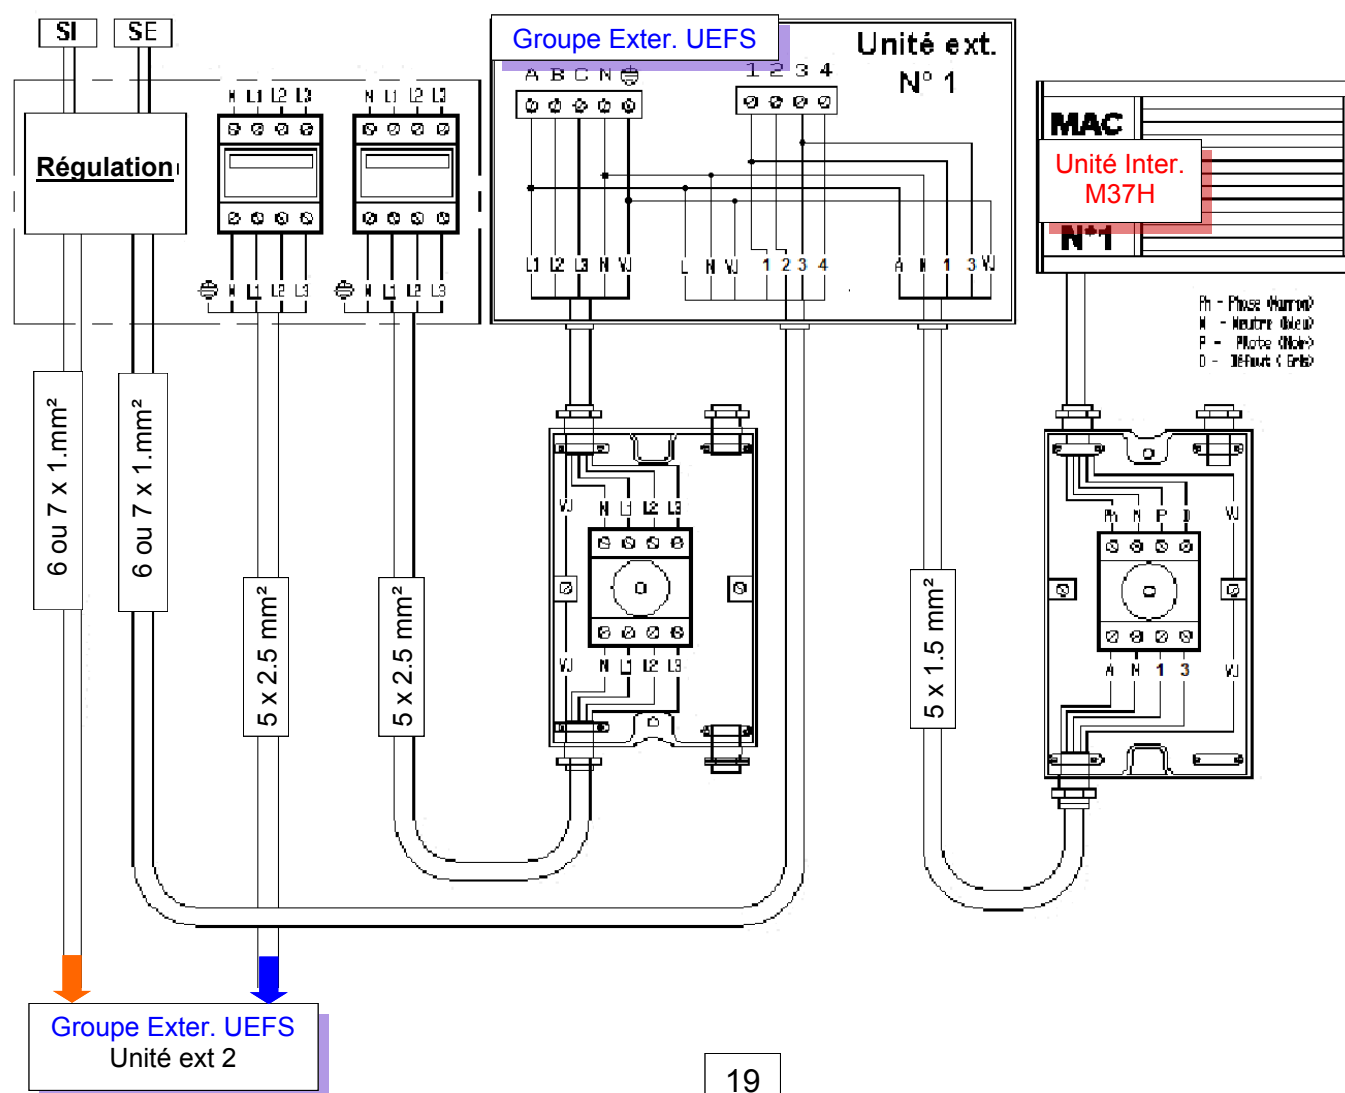 SI SE
Groupe Exter. UEFS
Unité ext.
N° 1
A B C N
1 2 3 4
N L1 L2 L3
N L1 L2 L3
MAC
Régulation
Unité Inter.
M37H
N°1
L1 L2 L3 N VJ
L N VJ 1 2 3 4
A N 1 3 VJ
N L1 L2 L3
N L1 L2 L3
Ph - Phase (Marron)
N - Neutre (bleu)
P - Pilote (Noir)
D - Défaut (Gris)
6 ou 7 x 1.mm²
6 ou 7 x 1.mm²
5 x 2.5 mm²
5 x 2.5 mm²
5 x 1.5 mm²
VJ N L1 L2 L3
Ph N P D VJ
VJ N L1 L2 L3
A N 1 3 VJ
Groupe Exter. UEFS
Unité ext 2
19